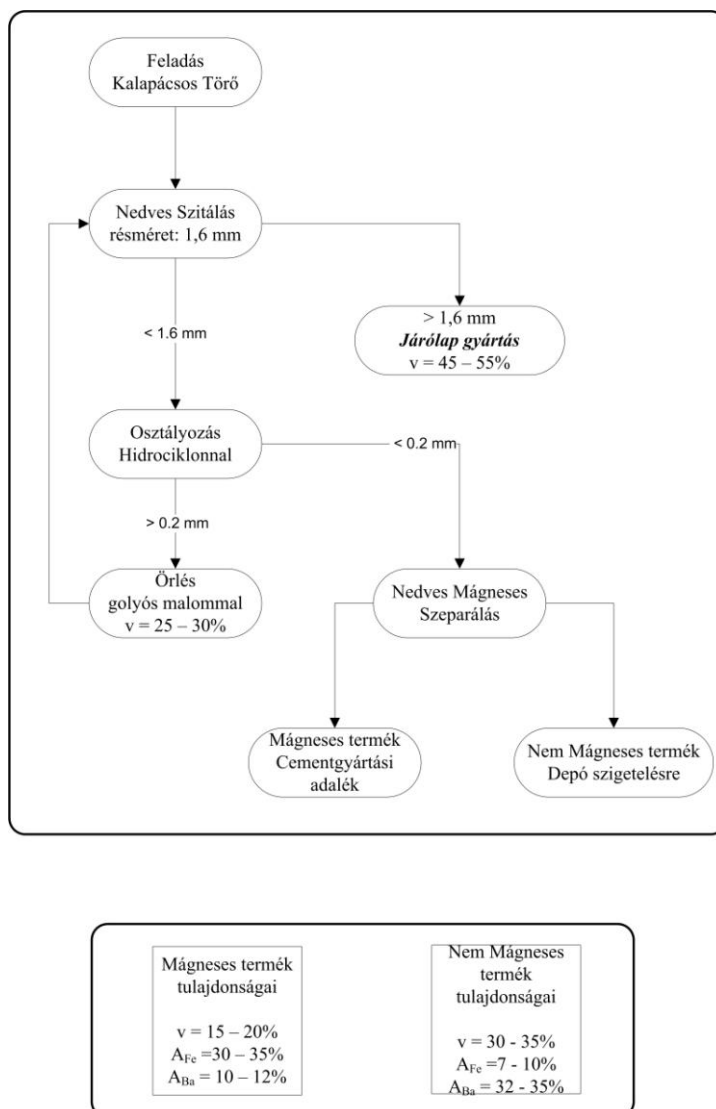 Feladás
Kalapácsos Törő
Nedves Szitálás
résméret: 1,6 mm
> 1,6 mm
Járólap gyártás
v = 45 – 55%
< 1.6 mm
Osztályozás
Hidrociklonnal
< 0.2 mm
> 0.2 mm
Örlés
golyós malommal
v = 25 – 30%
Nedves Mágneses
Szeparálás
Mágneses termék
Cementgyártási
adalék
Nem Mágneses termék
Depó szigetelésre
Mágneses termék
tulajdonságai
v = 15 – 20%
AFe =30 – 35%
ABa = 10 – 12%
Nem Mágneses
termék
tulajdonságai
v = 30 - 35%
AFe =7 - 10%
ABa = 32 - 35%